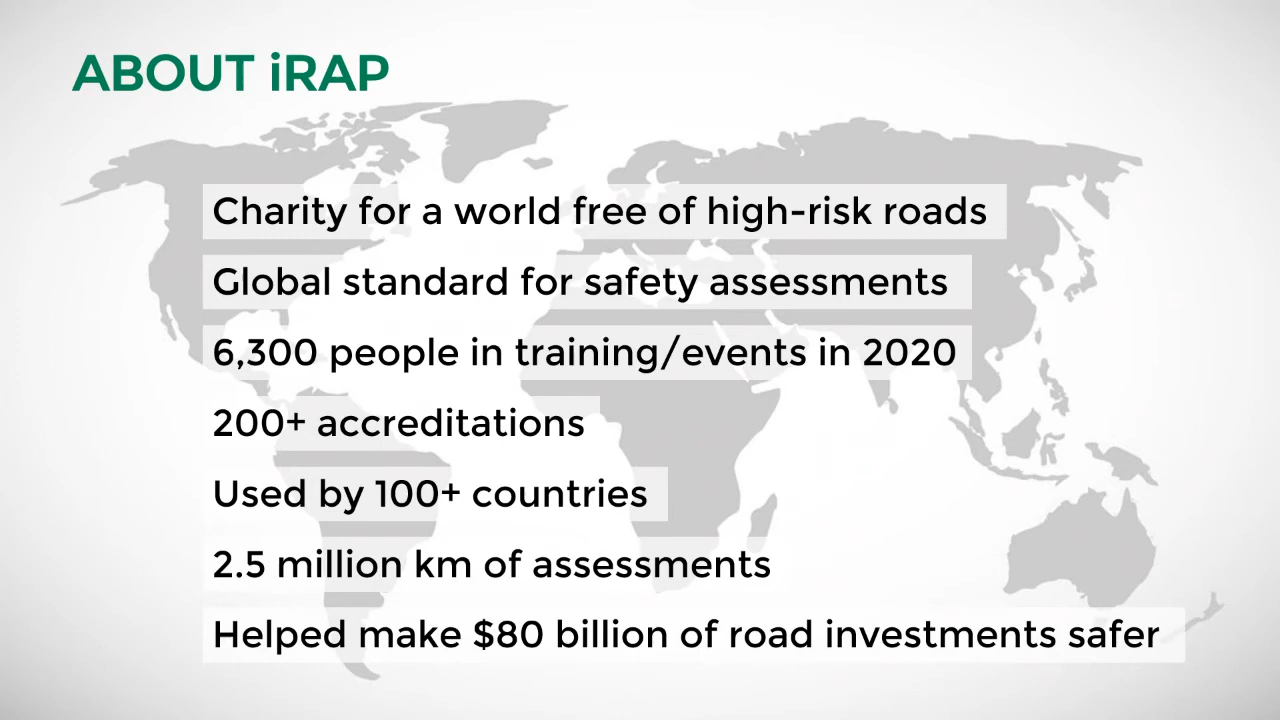 ABOUT iRAP
Charity for a world free of high-risk roads
Global standard for safety assessments
6,300 people in training/events in 2020
200+ accreditations
Used by 100+ countries
2.5 million km of assessments
Helped make $80 billion of road investments safer